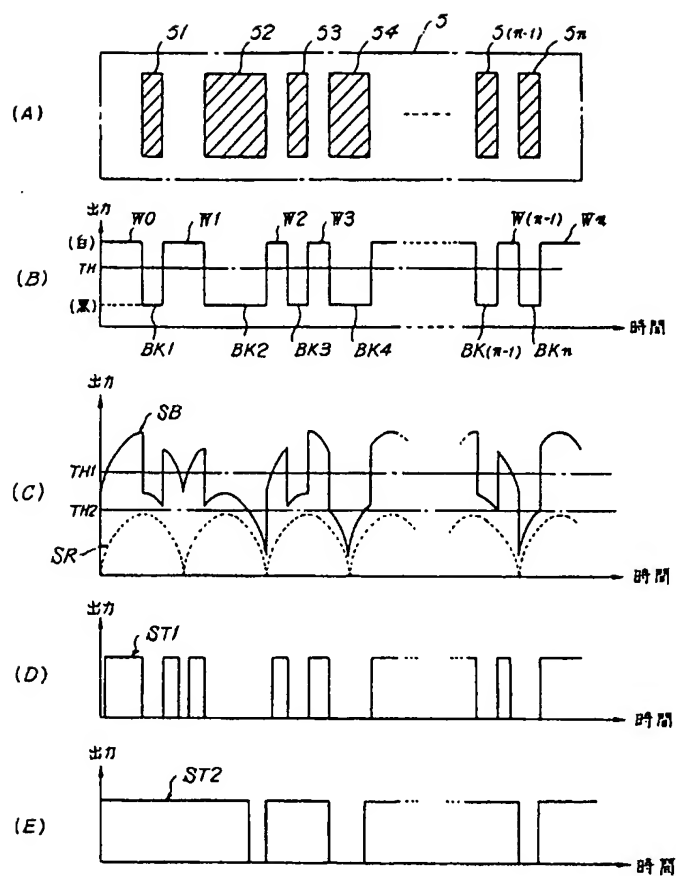 51 52 53 54 5 5(n-1) 5n
(A)
出力
W0 W1 W2 W3 W(n-1) Wn
(白)
TH
(B)
(黒)
時間
BK1 BK2 BK3 BK4 BK(n-1) BKn
出力
SB
TH1
(C)
TH2
SR
時間
出力
ST1
(D)
時間
出力
ST2
(E)
時間